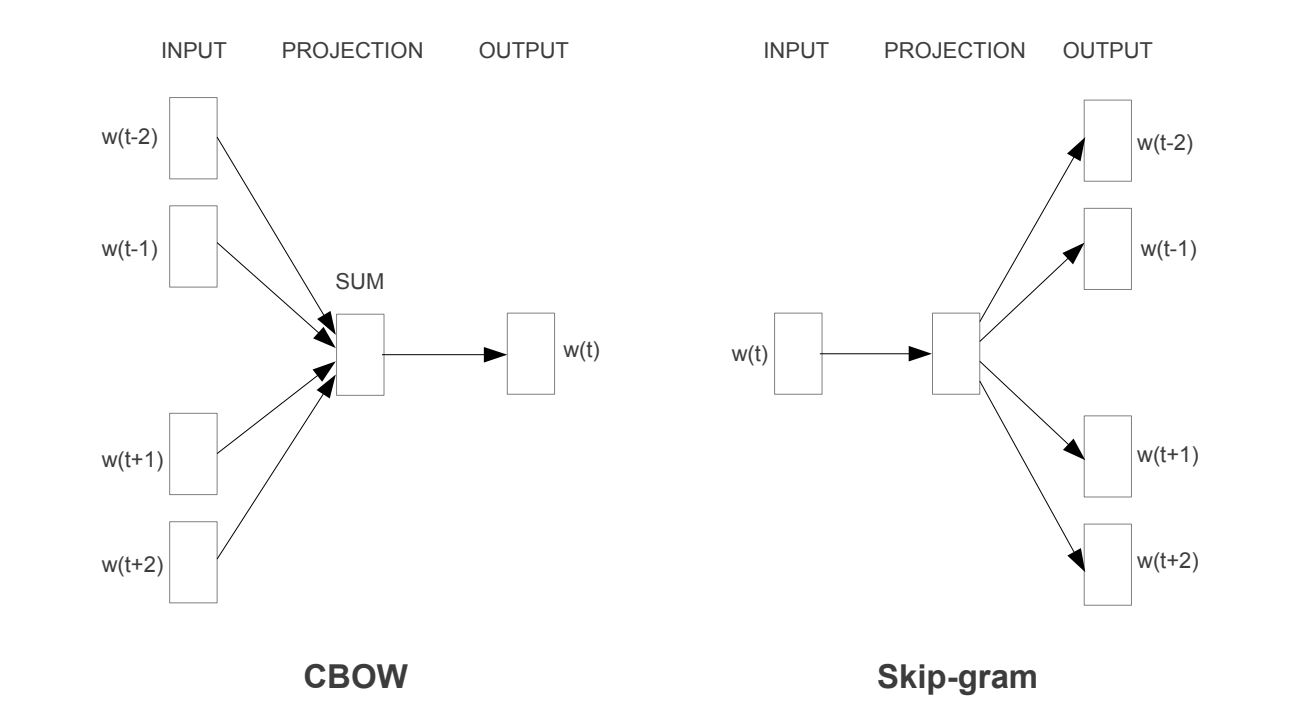 INPUT PROJECTION OUTPUT
w(t-2)
w(t-1)
SUM
w(t)
w(t+1)
w(t+2)
CBOW
INPUT PROJECTION OUTPUT
w(t-2)
w(t-1)
w(t)
w(t+1)
w(t+2)
Skip-gram